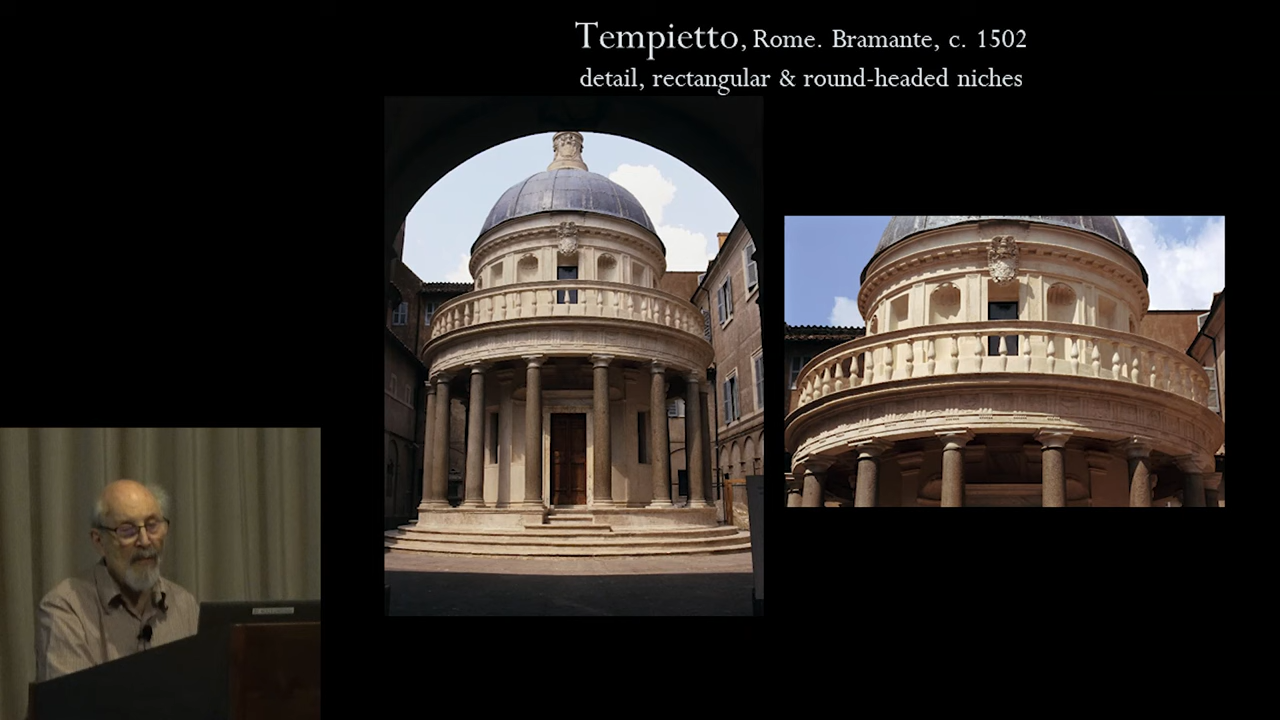 Tempietto, Rome. Bramante, c. 1502
detail, rectangular & round-headed niches